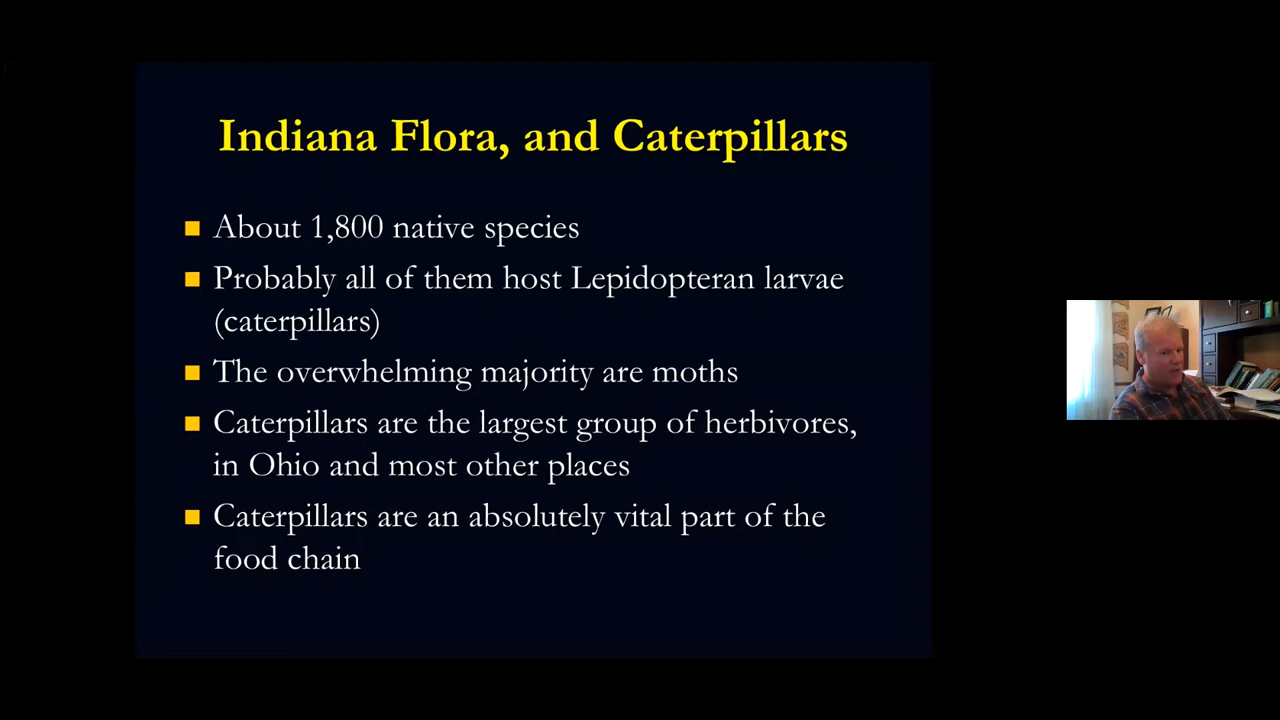 Indiana Flora, and Caterpillars
About 1,800 native species
Probably all of them host Lepidopteran larvae
(caterpillars)
The overwhelming majority are moths
Caterpillars are the largest group of herbivores,
in Ohio and most other places
Caterpillars are an absolutely vital part of the
food chain